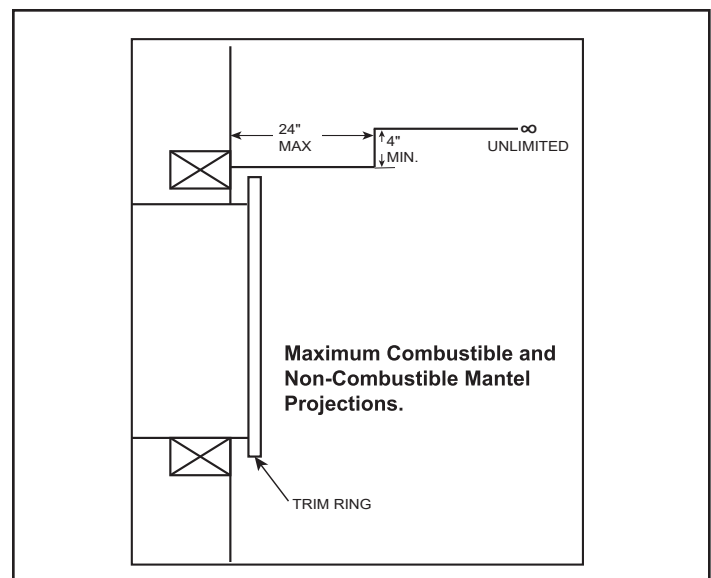 24"
MAX
4"
MIN.
∞
UNLIMITED
Maximum Combustible and
Non-Combustible Mantel
Projections.
TRIM RING